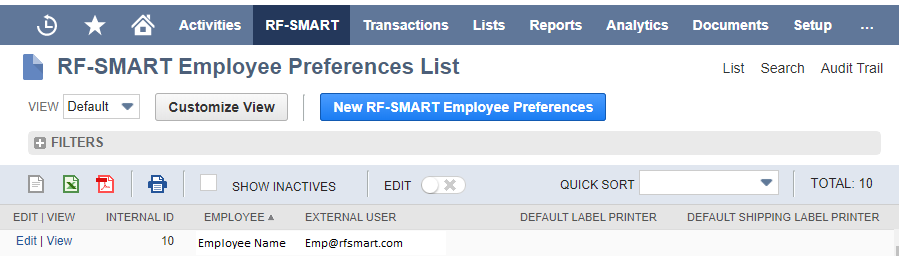 Activities RF-SMART Transactions Lists Reports Analytics Documents Setup ...
RF-SMART Employee Preferences List List Search Audit Trail
VIEW Default Customize View New RF-SMART Employee Preferences
FILTERS
SHOW INACTIVES EDIT QUICK SORT TOTAL: 10
EDIT | VIEW INTERNAL ID EMPLOYEE EXTERNAL USER DEFAULT LABEL PRINTER DEFAULT SHIPPING LABEL PRINTER
Edit | View 10 Employee Name Emp@rfsmart.com